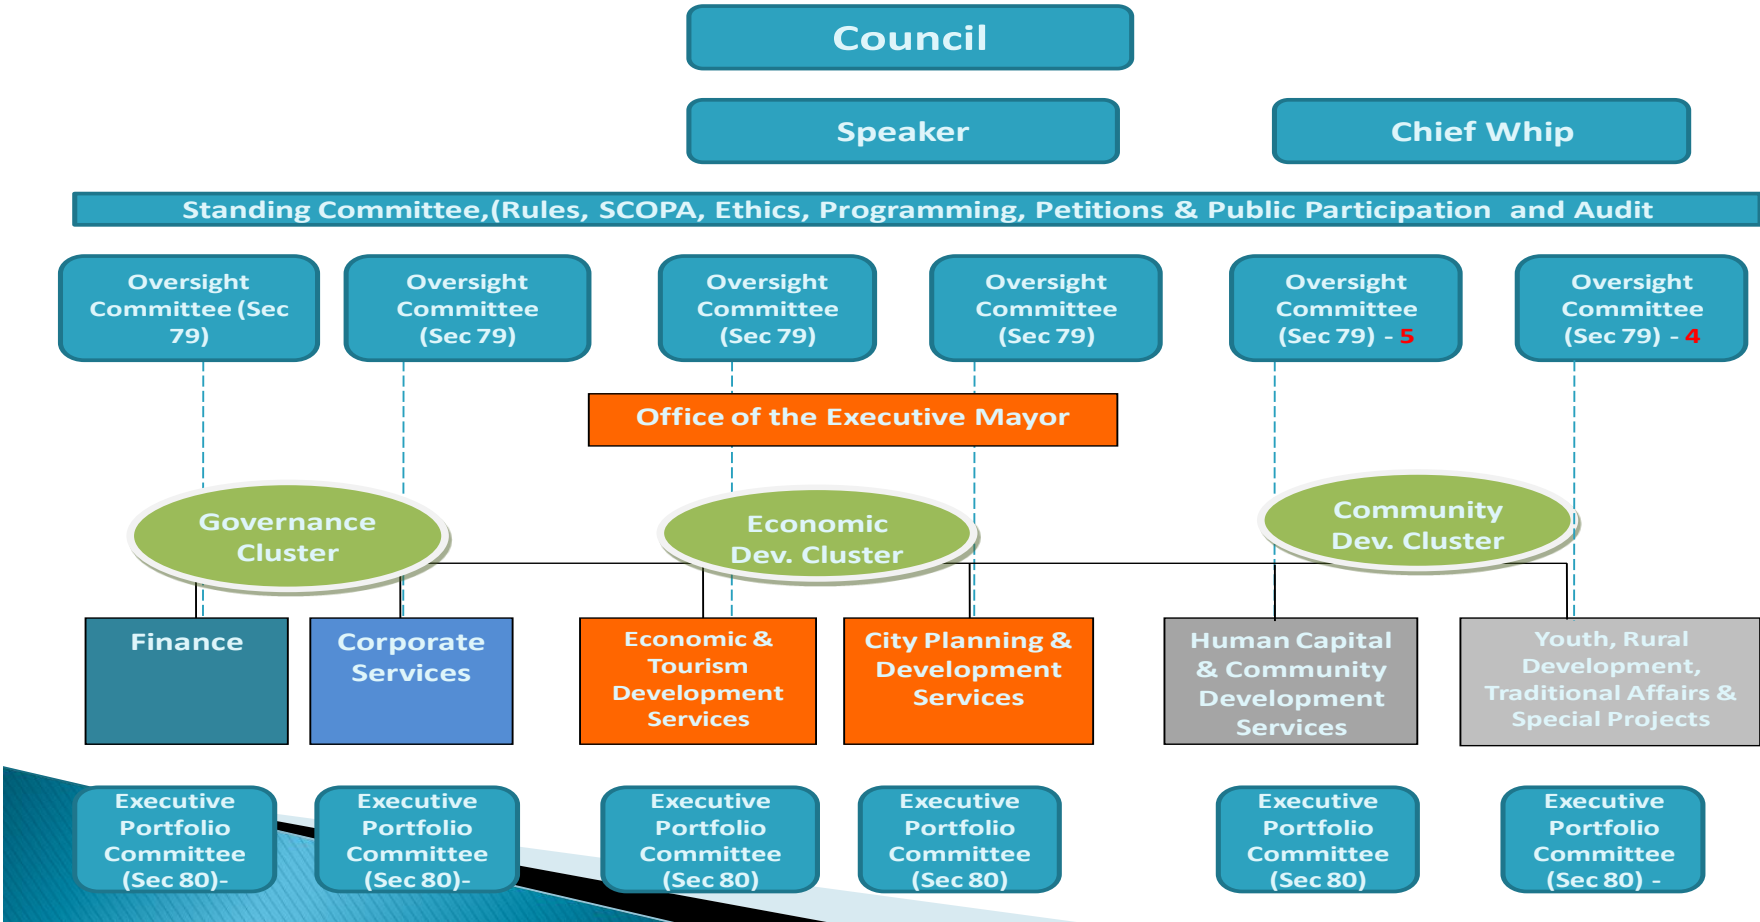 Council
Speaker
Chief Whip
Standing Committee,(Rules, SCOPA, Ethics, Programming, Petitions & Public Participation and Audit
Oversight
Committee (Sec
79)
Oversight
Committee
(Sec 79)
Oversight
Committee
(Sec 79)
Oversight
Committee
(Sec 79)
Oversight
Committee
(Sec 79) - 5
Oversight
Committee
(Sec 79) - 4
Office of the Executive Mayor
Governance
Cluster
Economic
Dev. Cluster
Community
Dev. Cluster
Finance
Corporate
Services
Economic &
Tourism
Development
Services
City Planning &
Development
Services
Human Capital
& Community
Development
Services
Youth, Rural
Development,
Traditional Affairs &
Special Projects
Executive
Portfolio
Committee
(Sec 80)-
Executive
Portfolio
Committee
(Sec 80)-
Executive
Portfolio
Committee
(Sec 80)
Executive
Portfolio
Committee
(Sec 80)
Executive
Portfolio
Committee
(Sec 80)
Executive
Portfolio
Committee
(Sec 80) -